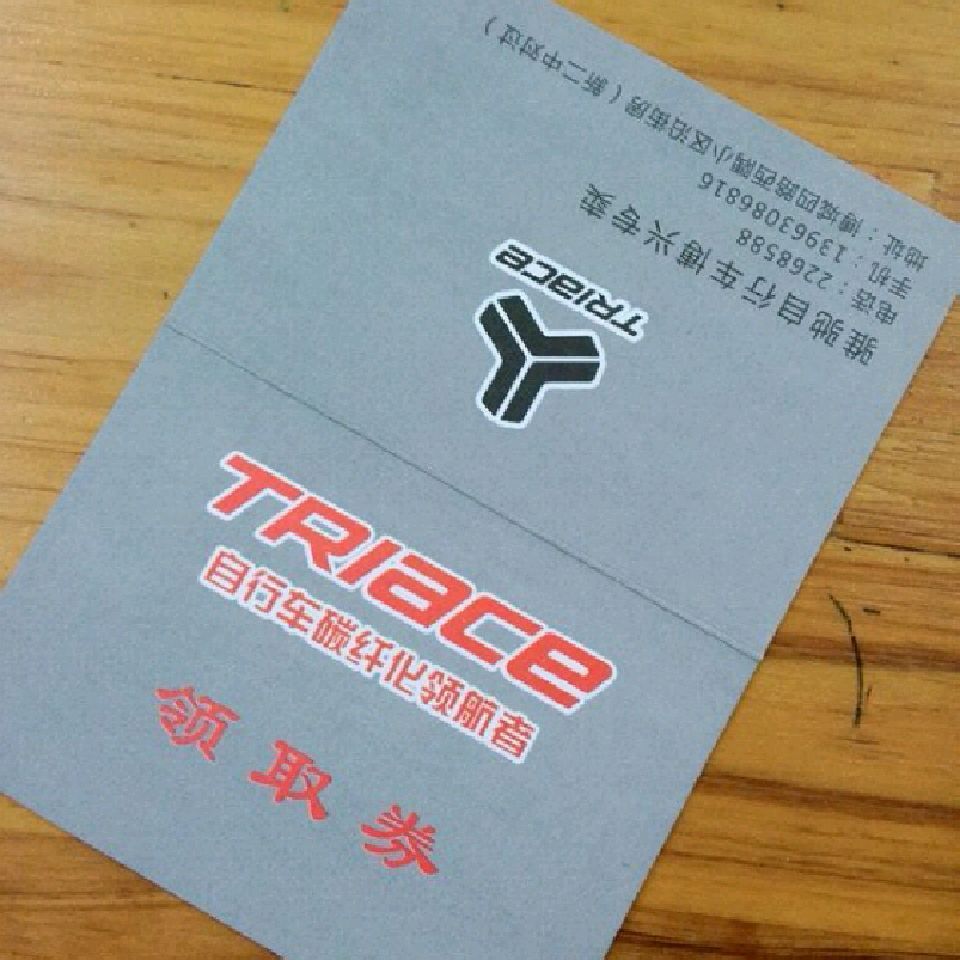 TRIACE
自行车碳纤化领航者
领取券
TRIACE
骓驰自行车博兴专卖
电话：2268588
手机：13963086816
地址：博城四路西隅小区沿街房（新二中对过）